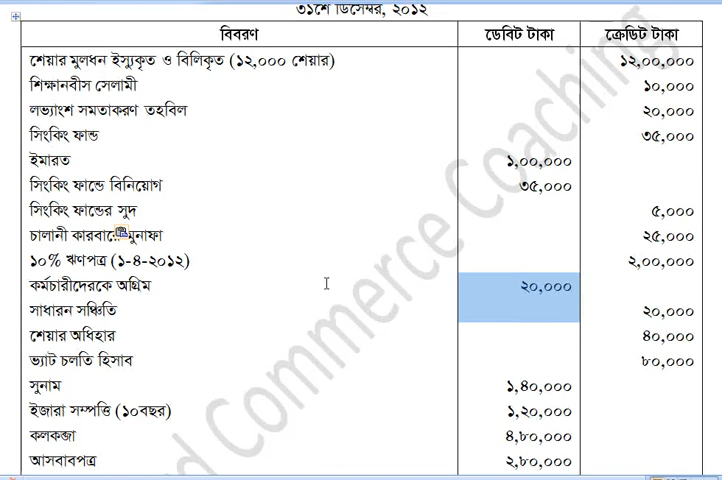 ৩১শে ডিসেম্বর, ২০১২
বিবরণ ডেবিট টাকা ক্রেডিট টাকা
শেয়ার মুলধন ইস্যুকৃত ও বিলিকৃত (১২,০০০ শেয়ার) ১২,০০,০০০
শিক্ষানবীস সেলামী ১০,০০০
লভ্যাংশ সমতাকরণ তহবিল ২০,০০০
সিংকিং ফান্ড ৩৫,০০০
ইমারত ১,০০,০০০
সিংকিং ফান্ডে বিনিয়োগ ৩৫,০০০
সিংকিং ফান্ডের সুদ ৫,০০০
চালানী মুনাফা ২৫,০০০
১০% ঋণপত্র (১-৪-২০১২) ২,০০,০০০
কর্মচারীদেরকে অগ্রিম ২০,০০০
সাধারন সঞ্চিতি ২০,০০০
শেয়ার অধিহার ৪০,০০০
ভ্যাট চলতি হিসাব ৮০,০০০
সুনাম ১,৪০,০০০
ইজারা সম্পত্তি (১০বছর) ১,২০,০০০
কলকজা ৪,৮০,০০০
আসবাবপত্র ২,৮০,০০০
d Commerce Coaching